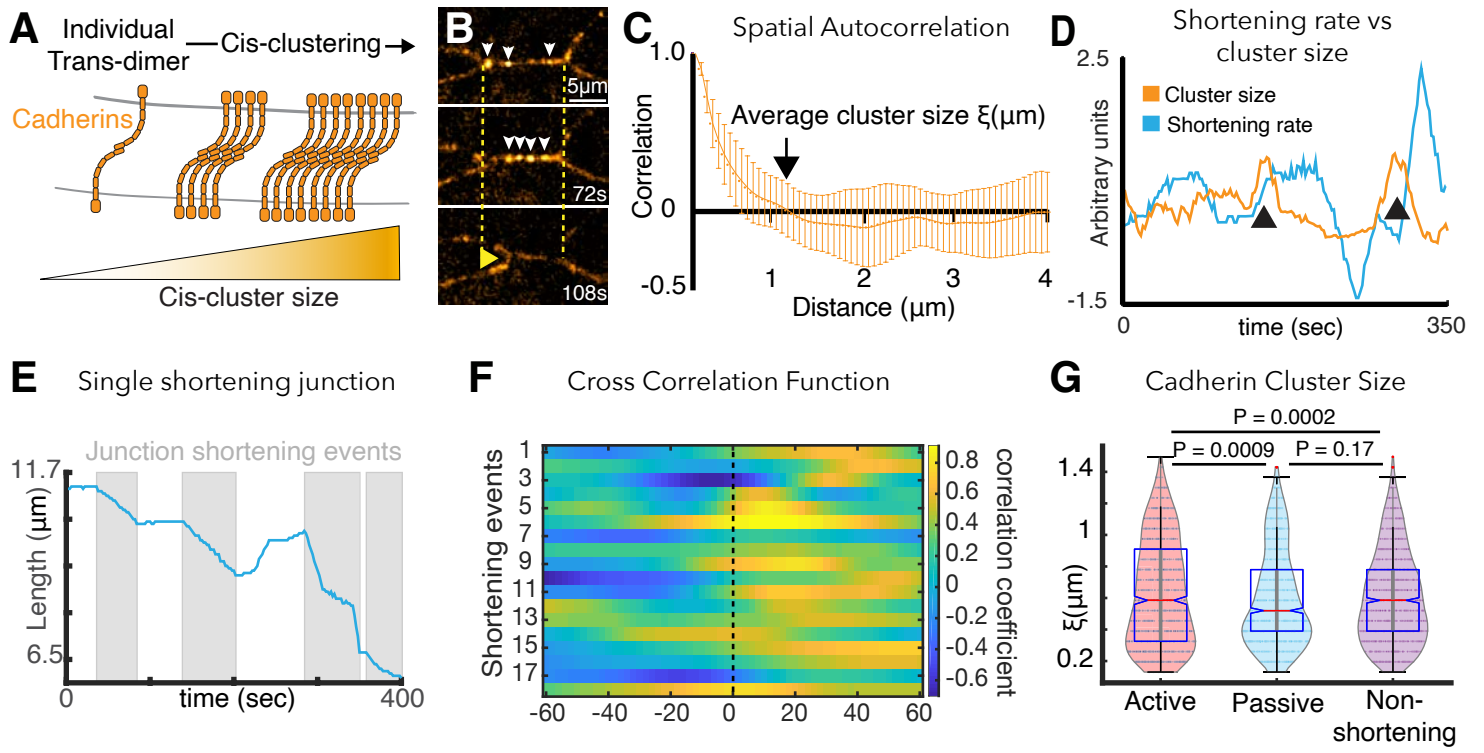 A
Individual
Trans-dimer
Cis-clustering
Cadherins
Cis-cluster size
B
5µm
72s
108s
C
Spatial Autocorrelation
1.0
Average cluster size ξ(µm)
Correlation
0
-0.5
1
2
3
4
Distance (µm)
D
Shortening rate vs
cluster size
2.5
Cluster size
Shortening rate
Arbitrary units
-1.5
0
time (sec)
350
E
Single shortening junction
Junction shortening events
11.7
Length (µm)
6.5
0
time (sec)
400
F
Cross Correlation Function
Shortening events
1
3
5
7
9
11
13
15
17
-60
-40
-20
0
20
40
60
0.8
0.6
0.4
0.2
0
-0.2
-0.4
-0.6
correlation coefficient
G
Cadherin Cluster Size
P = 0.0002
P = 0.0009
P = 0.17
1.4
1
ξ(µm)
0.2
Active
Passive
Non-
shortening